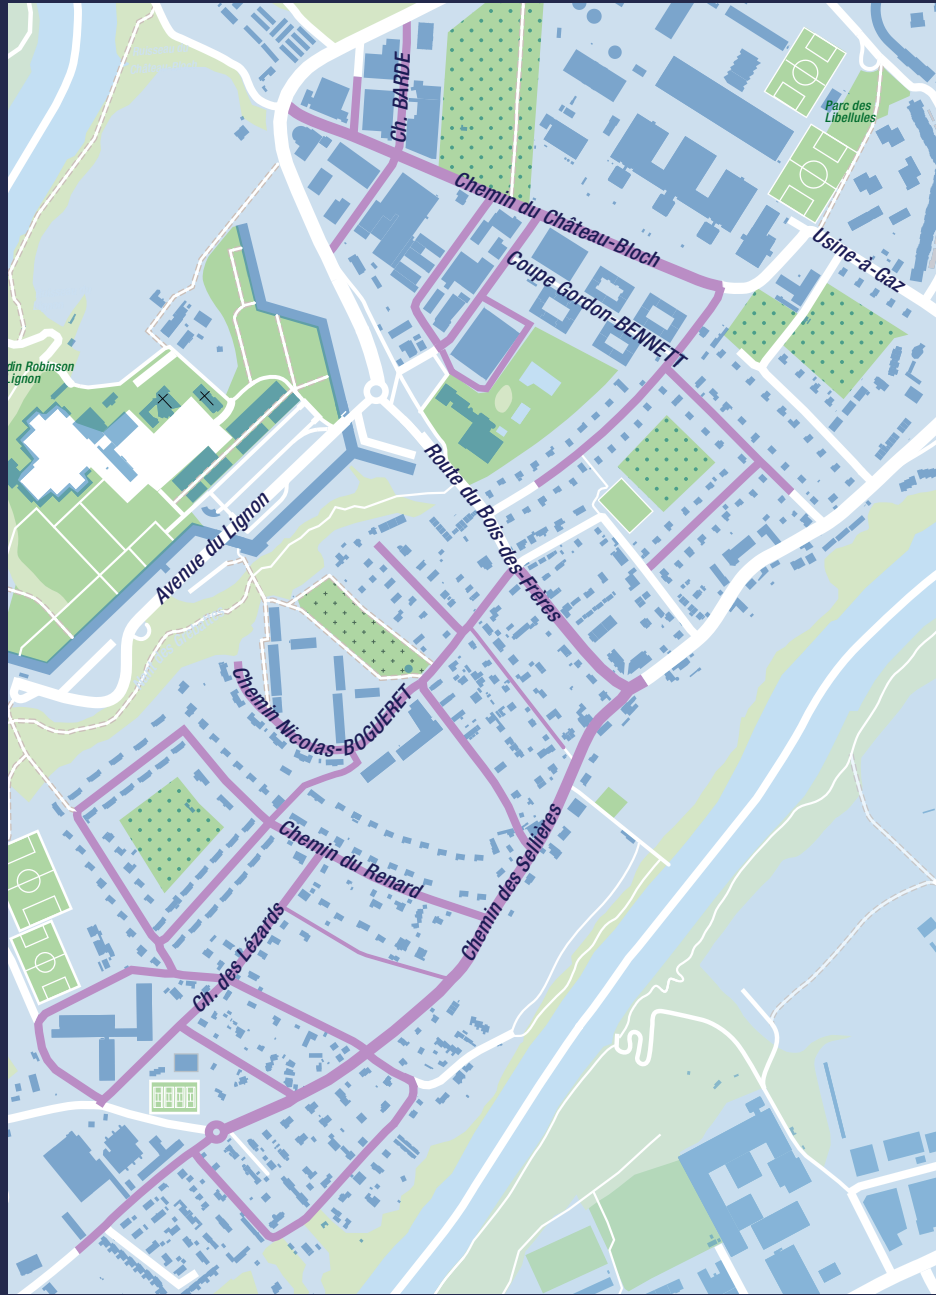 Ch. BARDE
Parc des
Libellules
Chemin du Château-Bloch
Usine-à-Gaz
Coupe Gordon-BENNETT
din Robinson
Lignon
Route du Bois-des-Frères
Avenue du Lignon
Chemin Nicolas-BOGUERET
Chemin du Renard
Chemin des Sellières
Ch. des Lézards